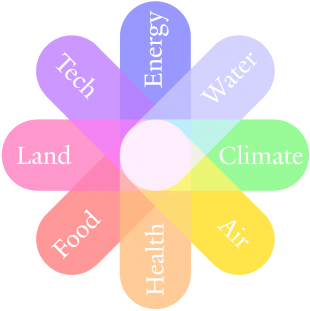 Energy
Water
Climate
Air
Health
Food
Land
Tech